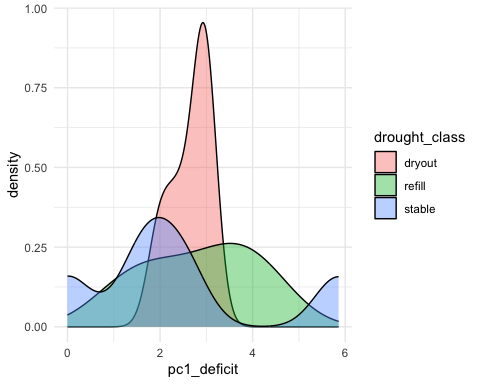 1.00
0.75
0.50
0.25
0.00
density
0 2 4 6
pc1_deficit
drought_class
dryout
refill
stable